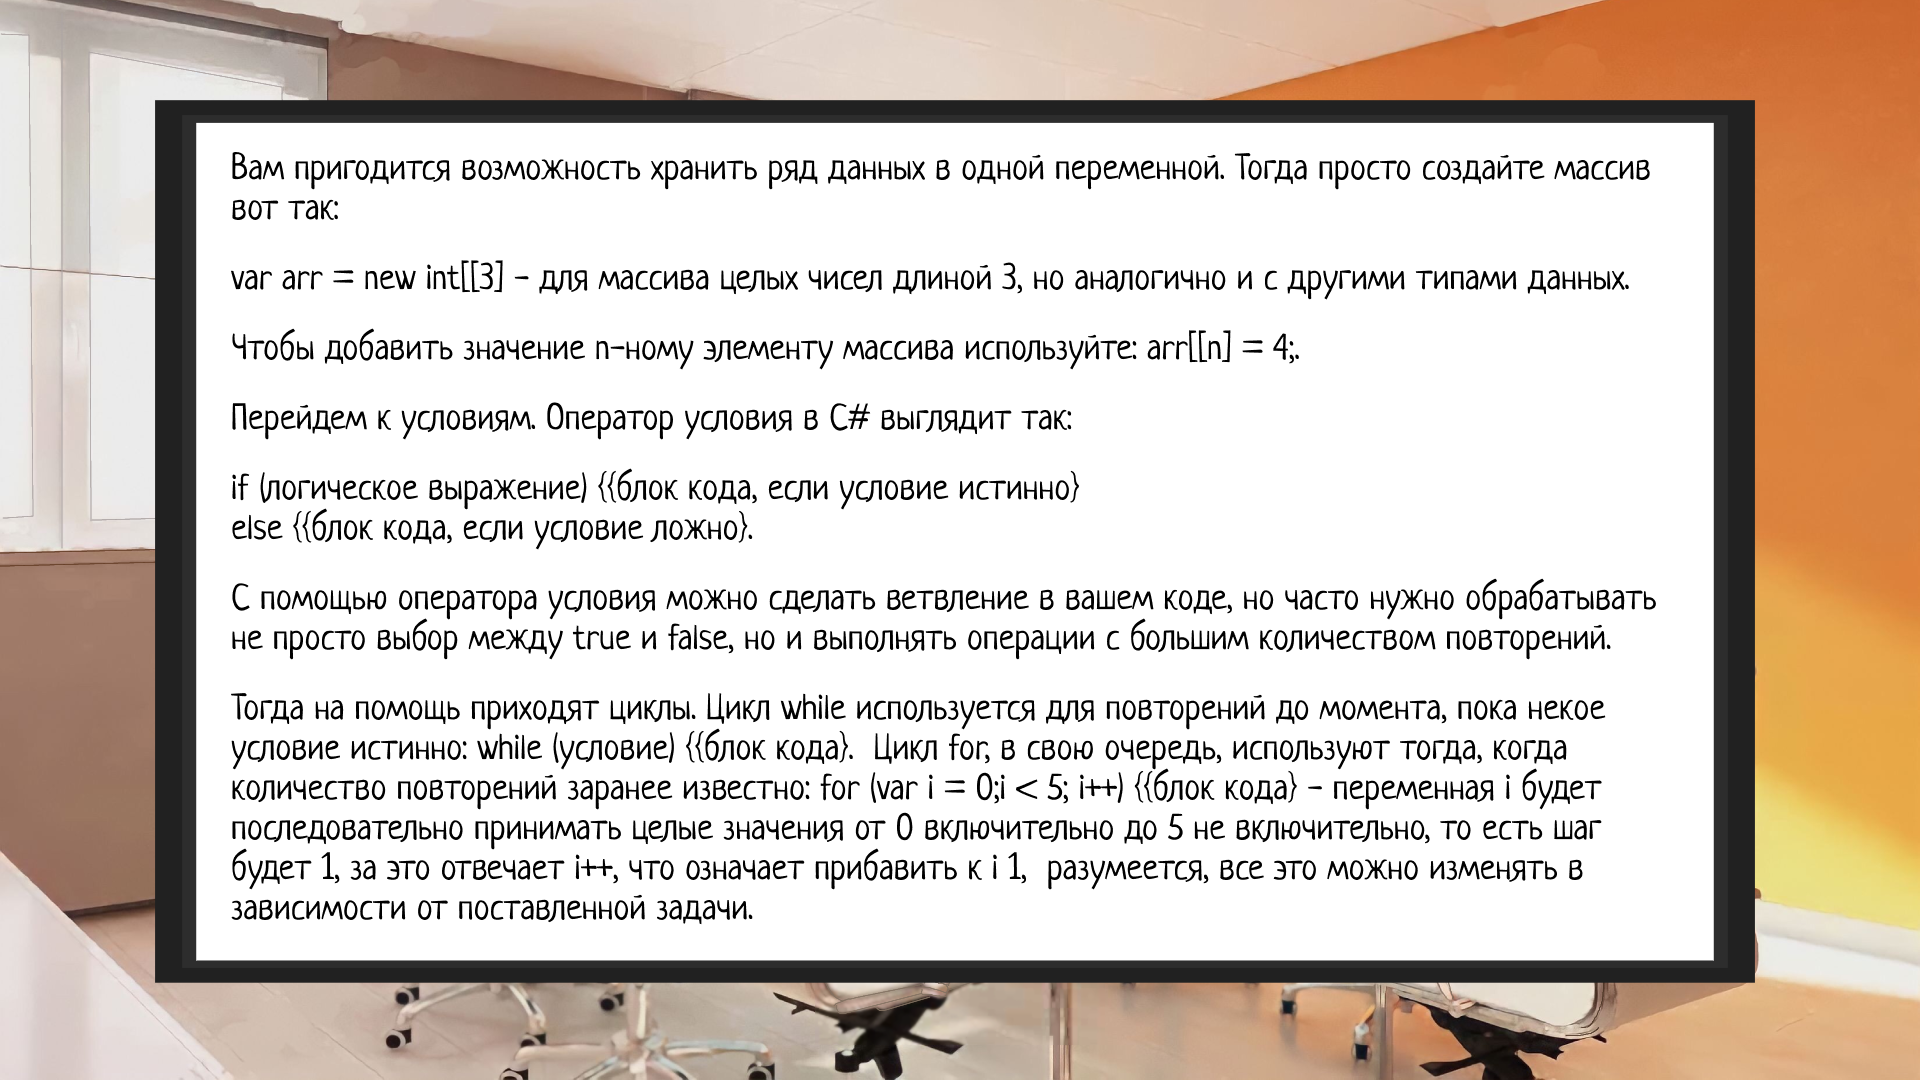 Вам пригодится возможность хранить ряд данных в одной переменной. Тогда просто создайте массив
вот так:
var arr = new int[[3] - для массива целых чисел длиной 3, но аналогично и с другими типами данных.
Чтобы добавить значение n-ному элементу массива используйте: arr[[n] = 4;.
Перейдем к условиям. Оператор условия в C# выглядит так:
if (логическое выражение) {{блок кода, если условие истинно}
else {{блок кода, если условие ложно}.
С помощью оператора условия можно сделать ветвление в вашем коде, но часто нужно обрабатывать
не просто выбор между true и false, но и выполнять операции с большим количеством повторений.
Тогда на помощь приходят циклы. Цикл while используется для повторений до момента, пока некое
условие истинно: while (условие) {{блок кода}.  Цикл for, в свою очередь, используют тогда, когда
количество повторений заранее известно: for (var i = 0;i < 5; i++) {{блок кода} - переменная i будет
последовательно принимать целые значения от 0 включительно до 5 не включительно, то есть шаг
будет 1, за это отвечает i++, что означает прибавить к i 1,  разумеется, все это можно изменять в
зависимости от поставленной задачи.